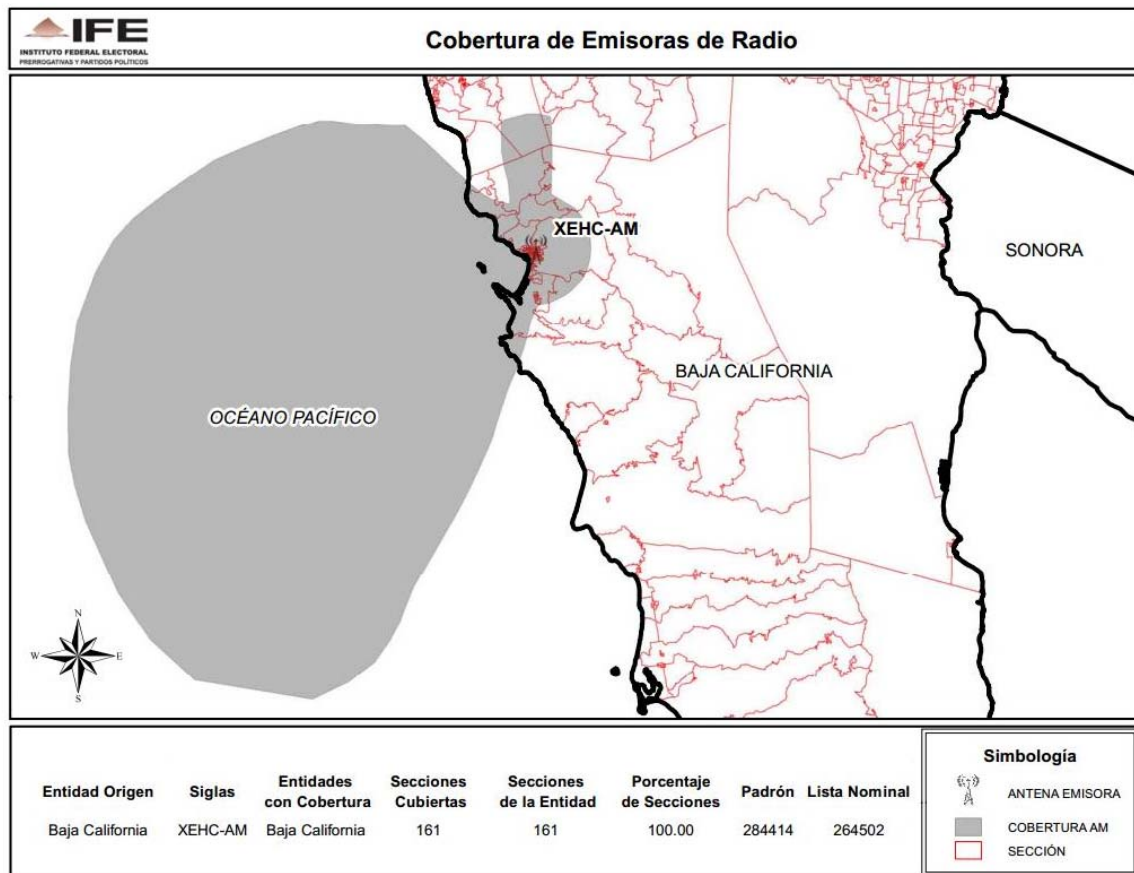 IFE
INSTITUTO FEDERAL ELECTORAL
PRERROGATIVAS Y PARTIDOS POLÍTICOS
Cobertura de Emisoras de Radio
XEHC-AM
SONORA
BAJA CALIFORNIA
OCÉANO PACÍFICO
N
W E
S
Entidad Origen Siglas Entidades con Cobertura Secciones Cubiertas Secciones de la Entidad Porcentaje de Secciones Padrón Lista Nominal
Baja California XEHC-AM Baja California 161 161 100.00 284414 264502
Simbología
ANTENA EMISORA
COBERTURA AM
SECCIÓN